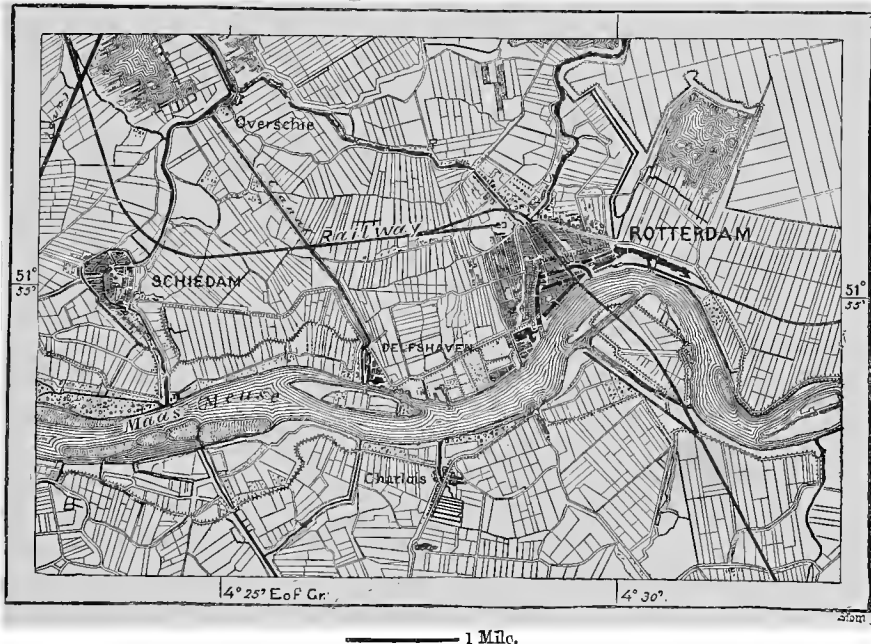 Overschie
Canal
Railway
ROTTERDAM
51°
55'
SCHIEDAM
51°
55'
DELFSHAVEN
Maas Meuse
Charlois
4° 25' E of Gr.
4° 30'.
1 Mile.